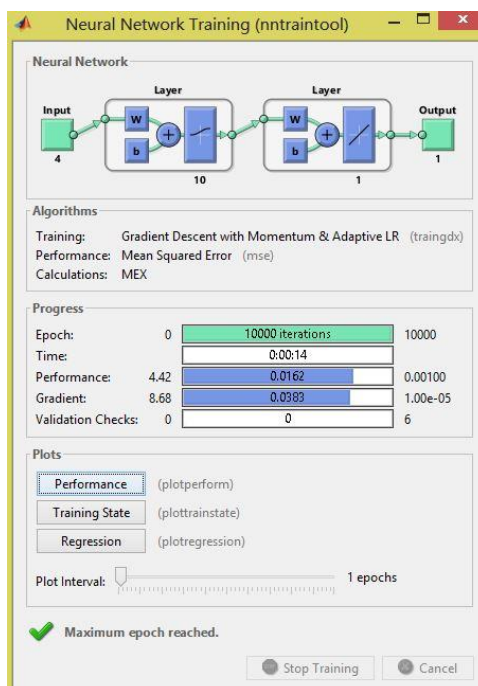 Neural Network Training (nntraintool)
Neural Network
Layer Layer
Input W W Output
b b
4 10 1 1
Algorithms
Training: Gradient Descent with Momentum & Adaptive LR (traingdx)
Performance: Mean Squared Error (mse)
Calculations: MEX
Progress
Epoch: 0 10000 iterations 10000
Time: 0:00:14
Performance: 4.42 0.0162 0.00100
Gradient: 8.68 0.0383 1.00e-05
Validation Checks: 0 0 6
Plots
Performance (plotperform)
Training State (plottrainstate)
Regression (plotregression)
Plot Interval: 1 epochs
Maximum epoch reached.
Stop Training Cancel